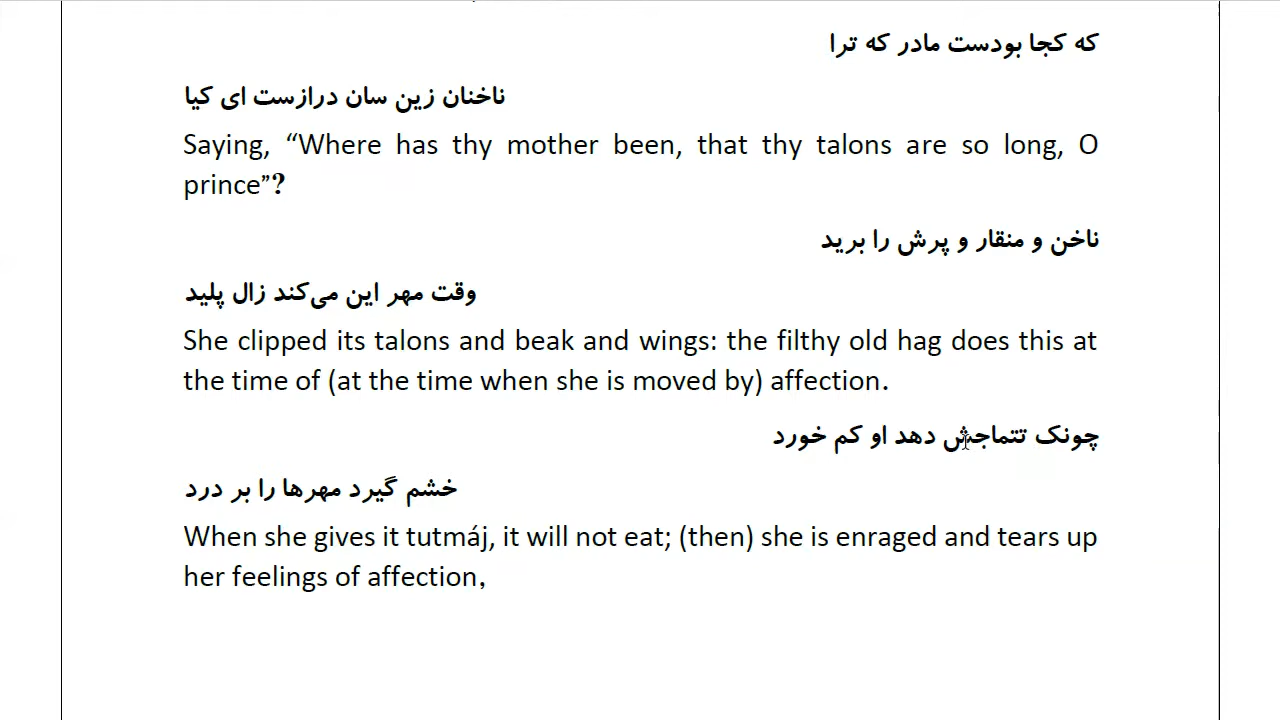 که کجا بودست مادر که ترا
ناخنان زین سان درازست ای کیا
Saying, “Where has thy mother been, that thy talons are so long, O
prince”?
ناخن و منقار و پرش را برید
وقت مهر این می‌کند زال پلید
She clipped its talons and beak and wings: the filthy old hag does this at
the time of (at the time when she is moved by) affection.
چونک تتماجش دهد او کم خورد
خشم گیرد مهرها را بر درد
When she gives it tutmáj, it will not eat; (then) she is enraged and tears up
her feelings of affection,